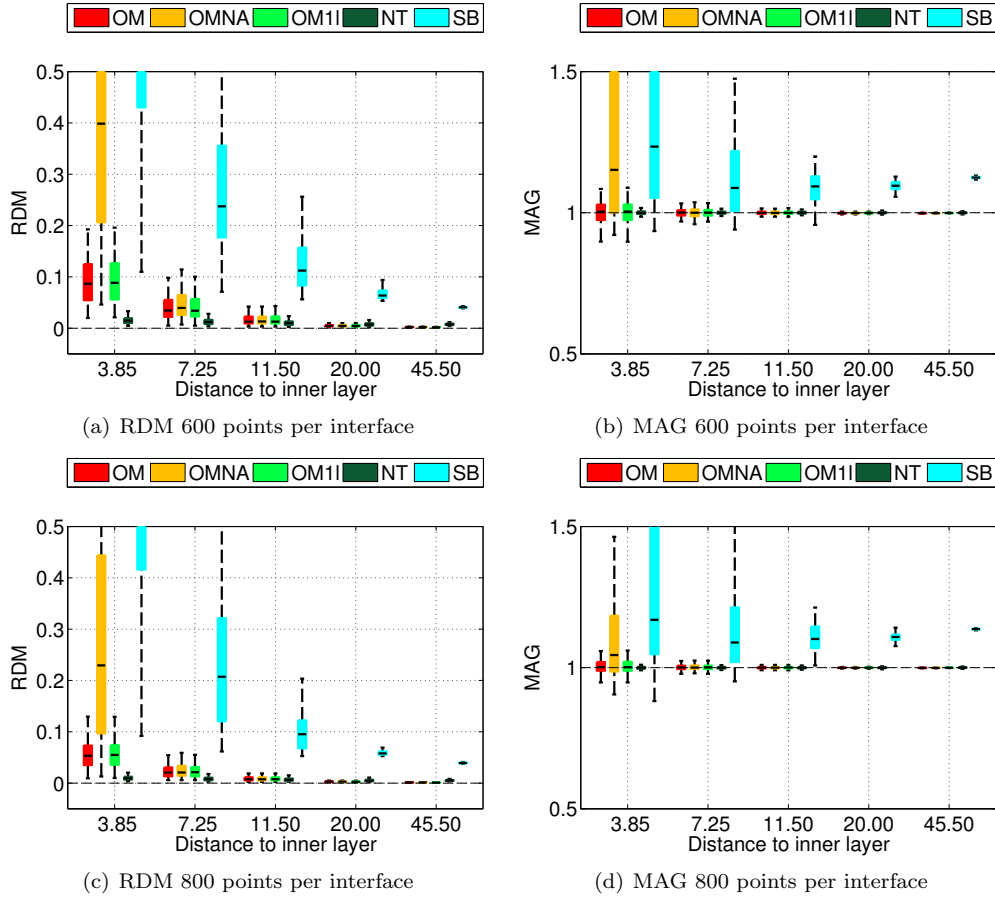 OM OMNA OM1I NT SB
OM OMNA OM1I NT SB
0.5
0.4
0.3
0.2
0.1
0
RDM
3.85 7.25 11.50 20.00 45.50
Distance to inner layer
(a) RDM 600 points per interface
1.5
1
0.5
MAG
3.85 7.25 11.50 20.00 45.50
Distance to inner layer
(b) MAG 600 points per interface
OM OMNA OM1I NT SB
OM OMNA OM1I NT SB
0.5
0.4
0.3
0.2
0.1
0
RDM
3.85 7.25 11.50 20.00 45.50
Distance to inner layer
(c) RDM 800 points per interface
1.5
1
0.5
MAG
3.85 7.25 11.50 20.00 45.50
Distance to inner layer
(d) MAG 800 points per interface